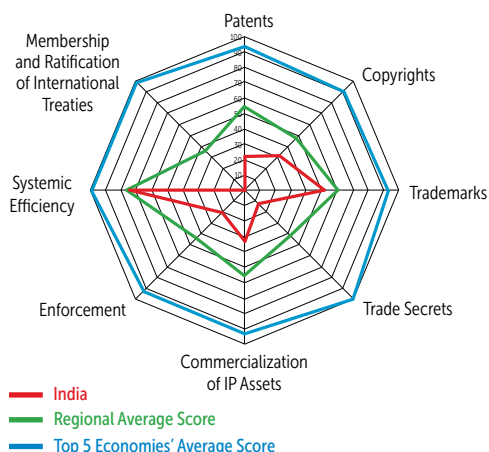 Patents
Membership
and Ratification
of International
Treaties
Copyrights
100
90
80
70
60
50
40
30
20
10
0
Systemic
Efficiency
Trademarks
Enforcement
Trade Secrets
Commercialization
of IP Assets
India
Regional Average Score
Top 5 Economies' Average Score